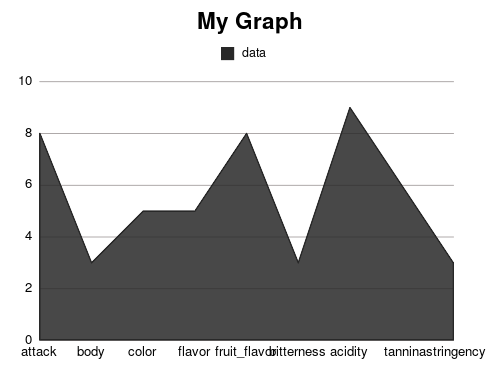 My Graph
data
10
8
6
4
2
0
attack body color flavor fruit_flavor bitterness acidity tannin astringency